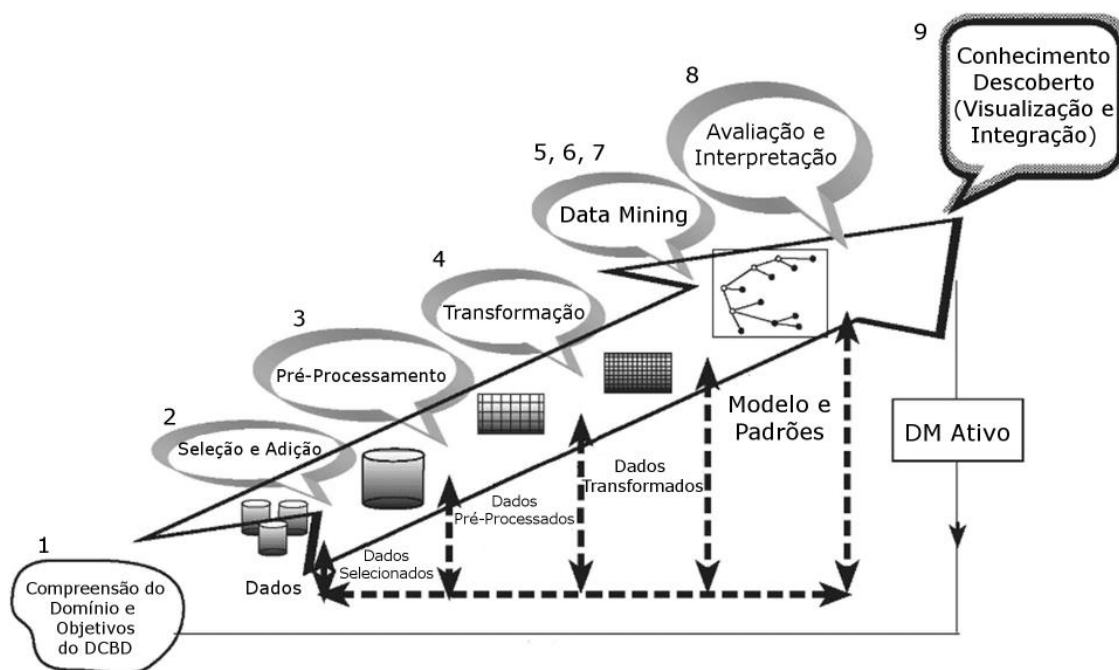 1
Compreensão do
Domínio e
Objetivos
do DCBD
2
Seleção e Adição
Dados
3
Pré-Processamento
Dados
Selecionados
4
Transformação
Dados
Pré-Processados
5, 6, 7
Data Mining
Dados
Transformados
8
Avaliação e
Interpretação
Modelo e
Padrões
9
Conhecimento
Descoberto
(Visualização e
Integração)
DM Ativo